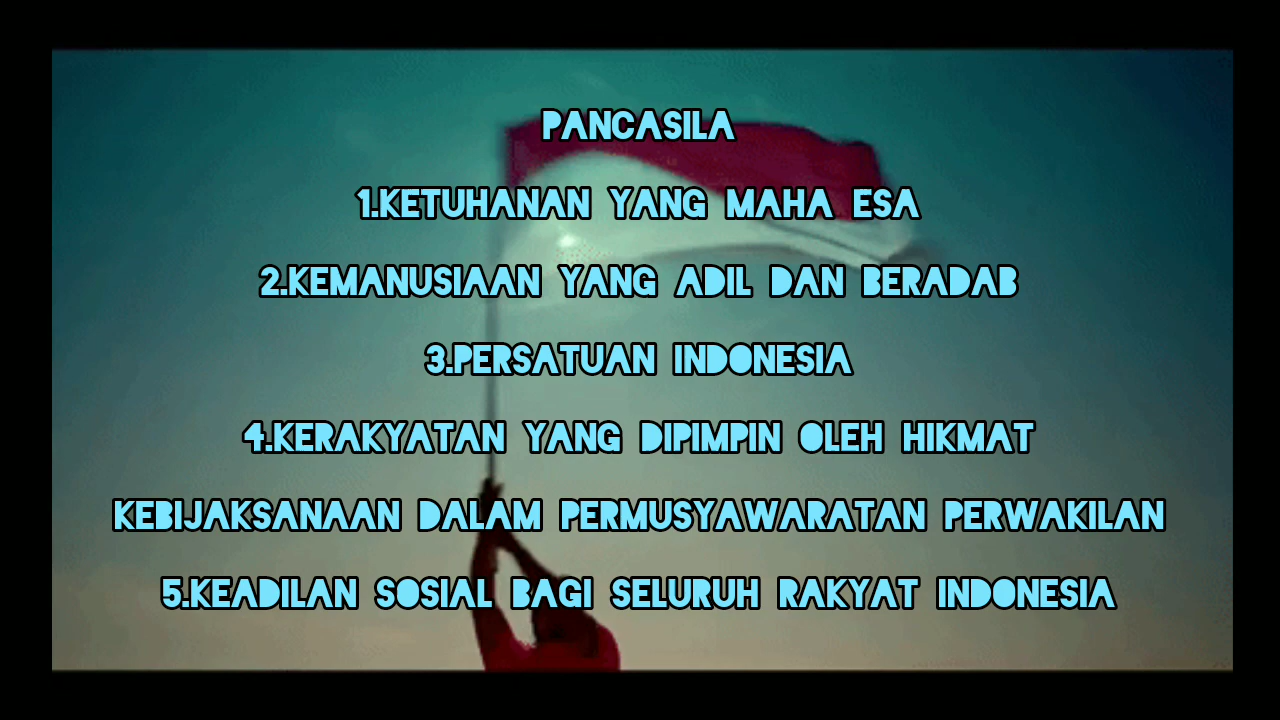 PANCASILA
1.KETUHANAN YANG MAHA ESA
2.KEMANUSIAAN YANG ADIL DAN BERADAB
3.PERSATUAN INDONESIA
4.KERAKYATAN YANG DIPIMPIN OLEH HIKMAT
KEBIJAKSANAAN DALAM PERMUSYAWARATAN PERWAKILAN
5.KEADILAN SOSIAL BAGI SELURUH RAKYAT INDONESIA